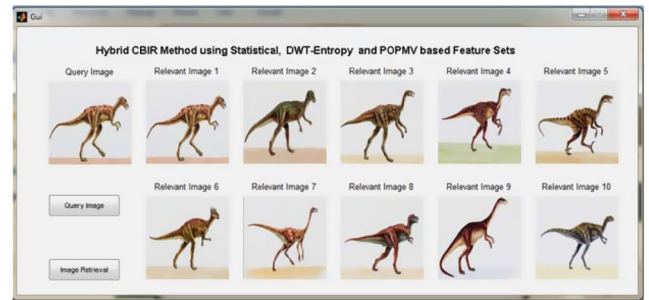 Gui
Hybrid CBIR Method using Statistical, DWT-Entropy and POPMV based Feature Sets
Query Image Relevant Image 1 Relevant Image 2 Relevant Image 3 Relevant Image 4 Relevant Image 5
Relevant Image 6 Relevant Image 7 Relevant Image 8 Relevant Image 9 Relevant Image 10
Query Image
Image Retrieval